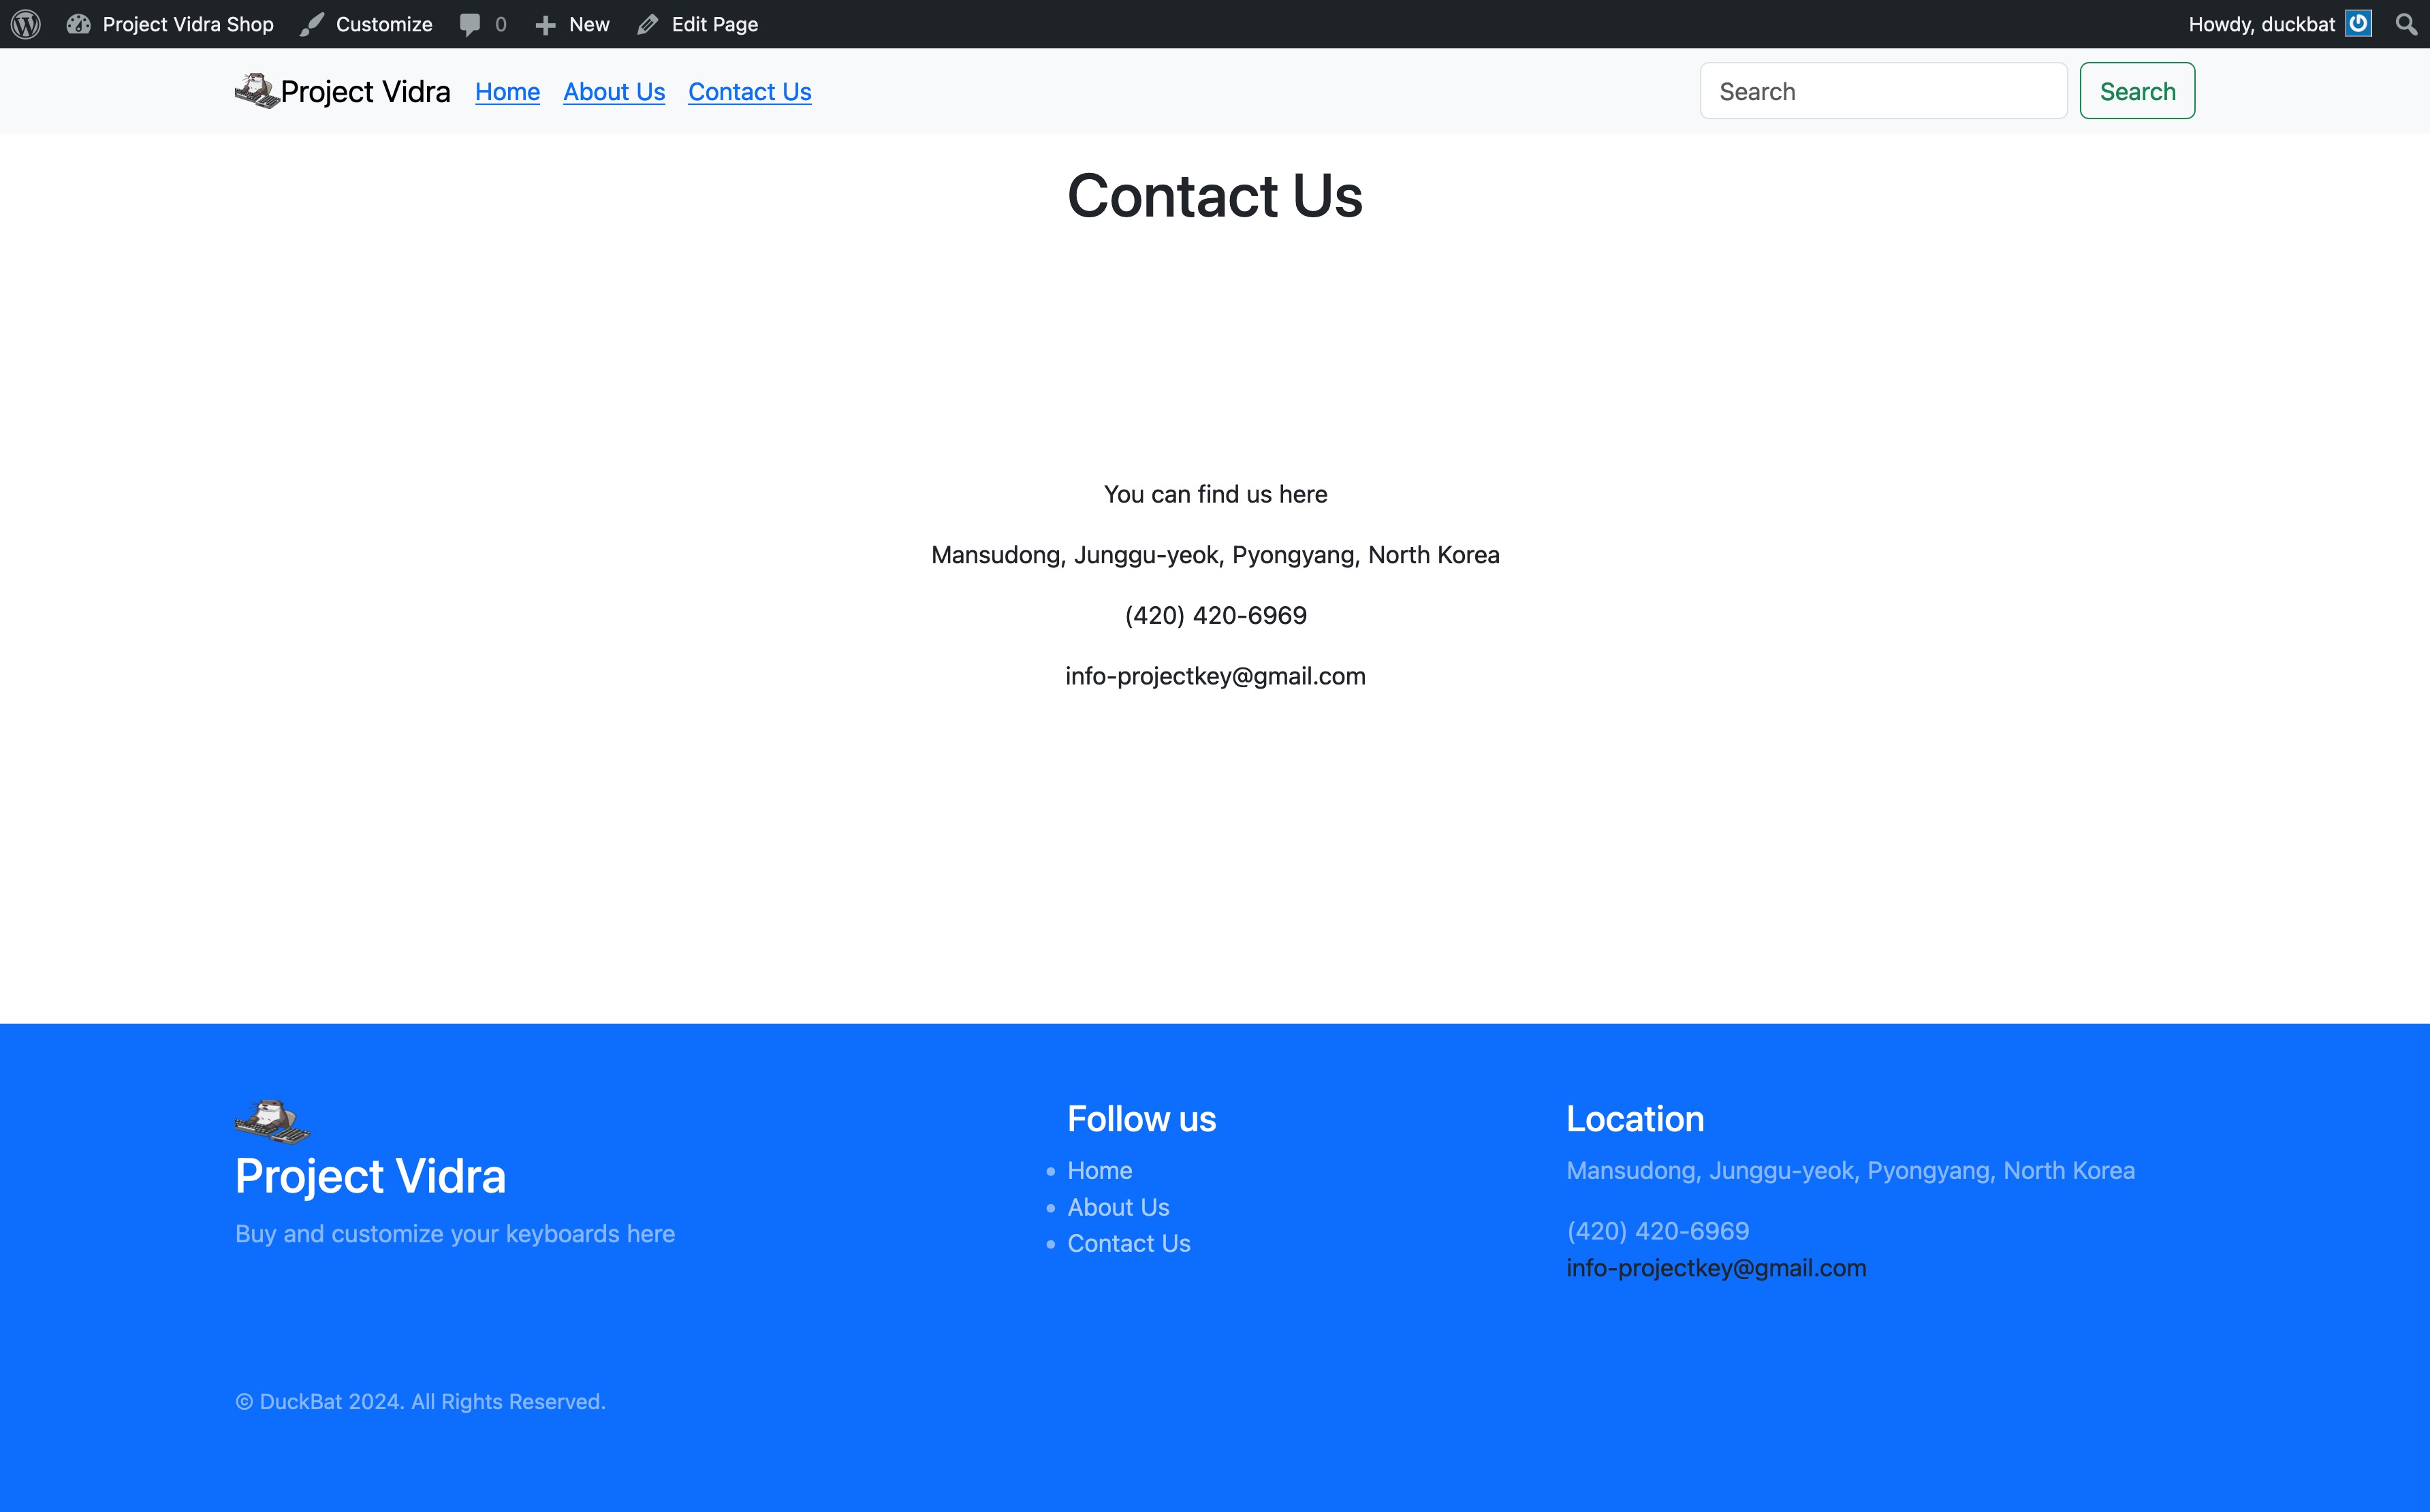 Project Vidra Shop Customize 0 New Edit Page Howdy, duckbat
Project Vidra Home About Us Contact Us Search Search
Contact Us
You can find us here
Mansudong, Junggu-yeok, Pyongyang, North Korea
(420) 420-6969
info-projectkey@gmail.com
Project Vidra
Buy and customize your keyboards here
Follow us
Home
About Us
Contact Us
Location
Mansudong, Junggu-yeok, Pyongyang, North Korea
(420) 420-6969
info-projectkey@gmail.com
© DuckBat 2024. All Rights Reserved.